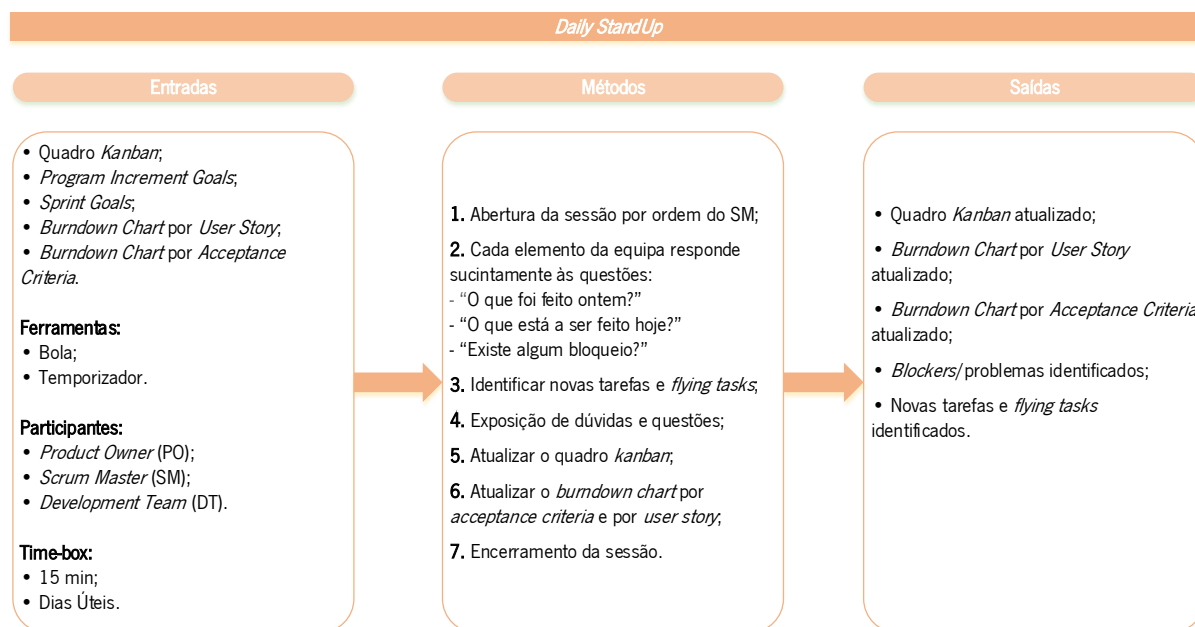 Daily StandUp
Entradas
• Quadro Kanban;
• Program Increment Goals;
• Sprint Goals;
• Burndown Chart por User Story;
• Burndown Chart por Acceptance
Criteria.
Ferramentas:
• Bola;
• Temporizador.
Participantes:
• Product Owner (PO);
• Scrum Master (SM);
• Development Team (DT).
Time-box:
• 15 min;
• Dias Úteis.
Métodos
1. Abertura da sessão por ordem do SM;
2. Cada elemento da equipa responde
sucintamente às questões:
- “O que foi feito ontem?”
- “O que está a ser feito hoje?”
- “Existe algum bloqueio?”
3. Identificar novas tarefas e flying tasks;
4. Exposição de dúvidas e questões;
5. Atualizar o quadro kanban;
6. Atualizar o burndown chart por
acceptance criteria e por user story;
7. Encerramento da sessão.
Saídas
• Quadro Kanban atualizado;
• Burndown Chart por User Story
atualizado;
• Burndown Chart por Acceptance Criteria
atualizado;
• Blockers/problemas identificados;
• Novas tarefas e flying tasks
identificados.